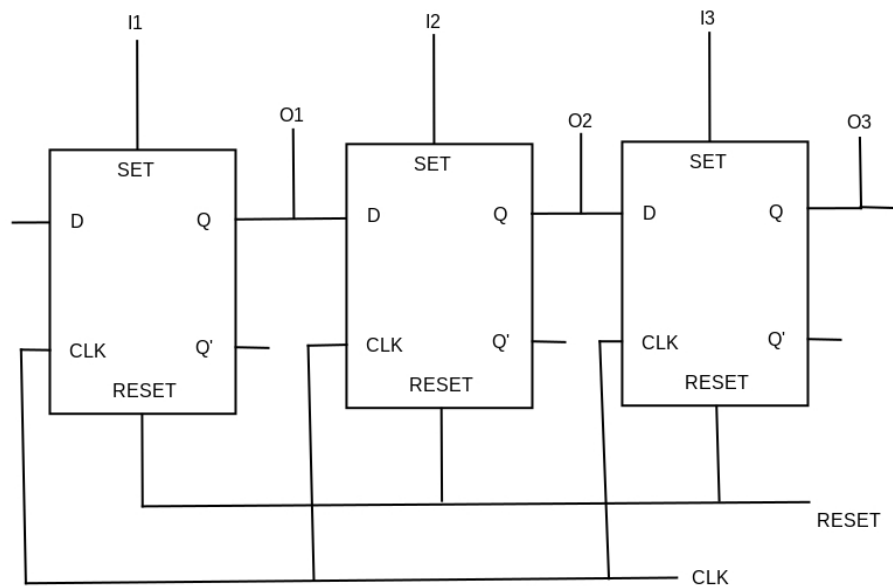 I1
I2
I3
O1
O2
O3
SET
SET
SET
D
Q
D
Q
D
Q
CLK
Q'
CLK
Q'
CLK
Q'
RESET
RESET
RESET
RESET
CLK